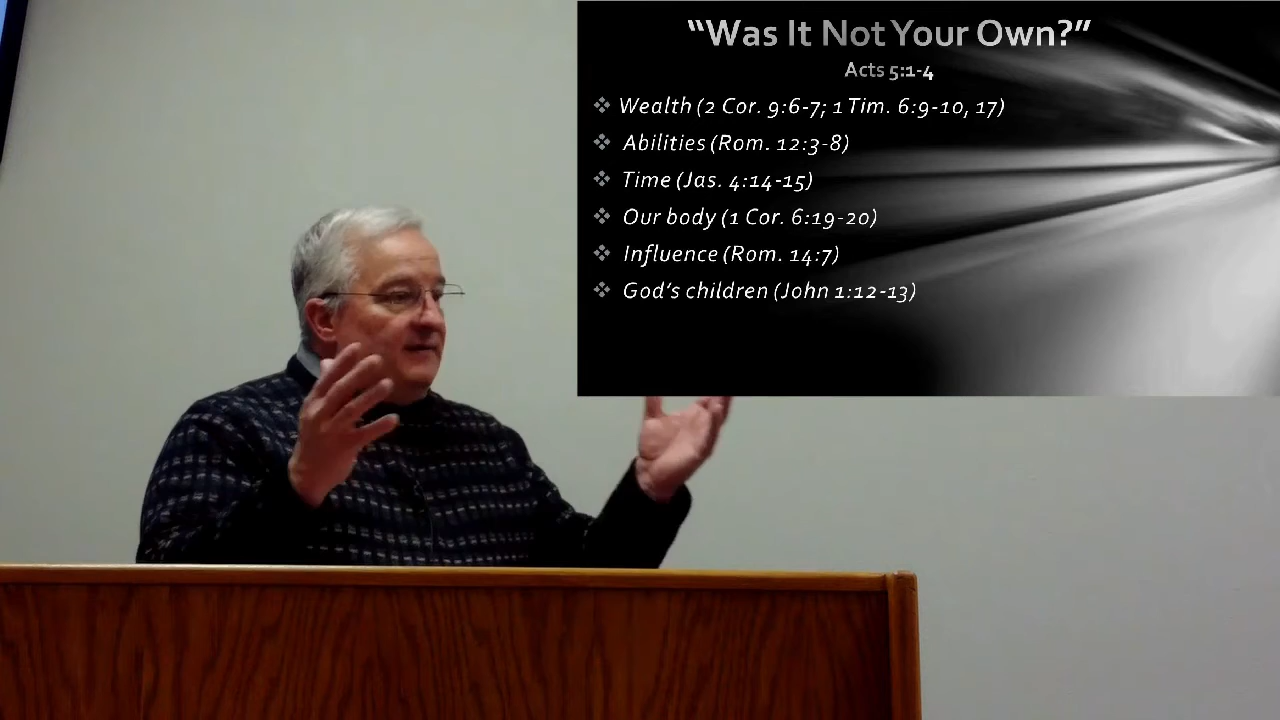 “Was It Not Your Own?”
Acts 5:1-4
Wealth (2 Cor. 9:6-7; 1 Tim. 6:9-10, 17)
Abilities (Rom. 12:3-8)
Time (Jas. 4:14-15)
Our body (1 Cor. 6:19-20)
Influence (Rom. 14:7)
God’s children (John 1:12-13)